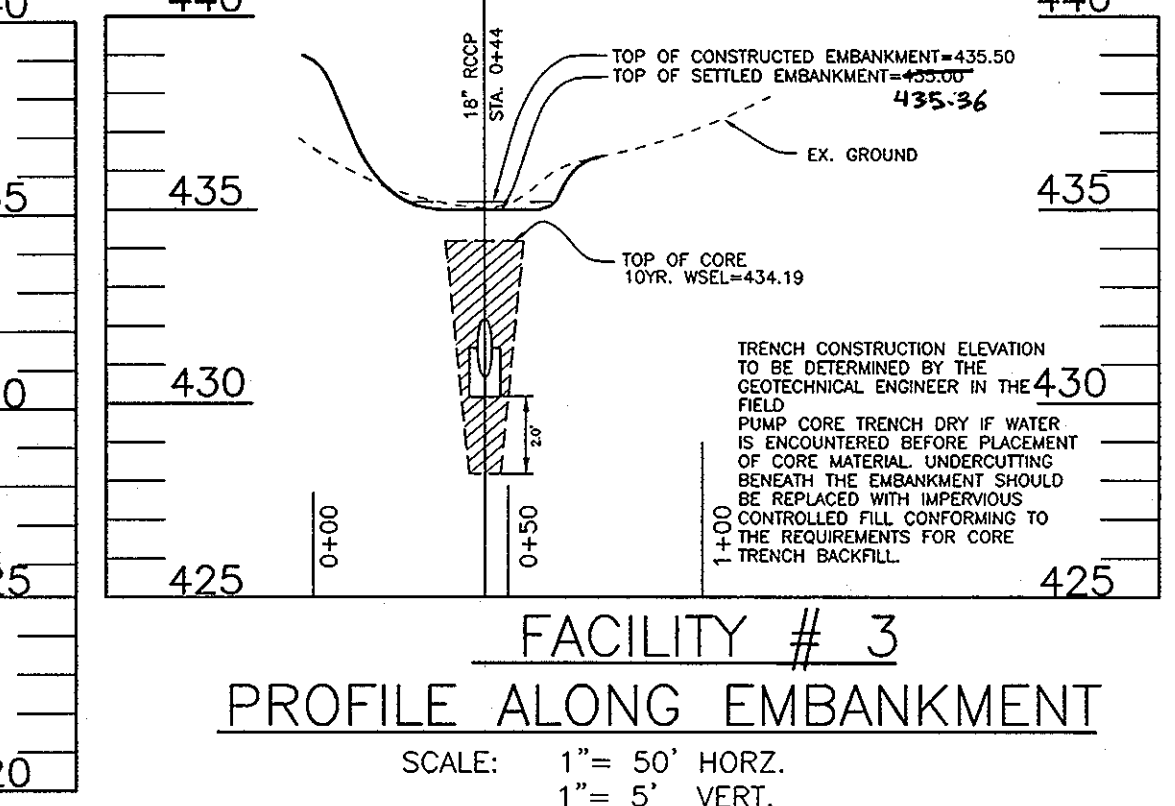 440
440
18" RCCP
STA. 0+44
TOP OF CONSTRUCTED EMBANKMENT=435.50
TOP OF SETTLED EMBANKMENT=435.00
435.36
EX. GROUND
435
435
TOP OF CORE
10YR. WSEL=434.19
TRENCH CONSTRUCTION ELEVATION
TO BE DETERMINED BY THE
GEOTECHNICAL ENGINEER IN THE
FIELD
PUMP CORE TRENCH DRY IF WATER
IS ENCOUNTERED BEFORE PLACEMENT
OF CORE MATERIAL. UNDERCUTTING
BENEATH THE EMBANKMENT SHOULD
BE REPLACED WITH IMPERVIOUS
CONTROLLED FILL CONFORMING TO
THE REQUIREMENTS FOR CORE
TRENCH BACKFILL.
430
430
2.0'
0+00
0+50
1+00
425
425
FACILITY # 3
PROFILE ALONG EMBANKMENT
SCALE: 1"= 50' HORZ.
1"= 5' VERT.